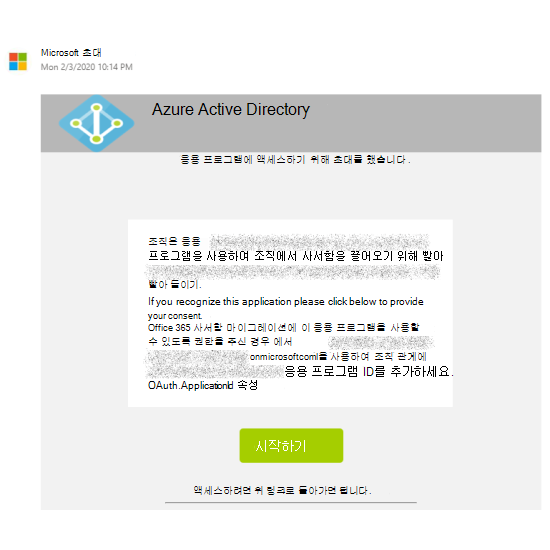 Microsoft 초대
Mon 2/3/2020 10:14 PM
Azure Active Directory
응용 프로그램에 액세스하기 위해 초대를 했습니다.
조직은 응용
프로그램을 사용하여 조직에서 사서함을 끌어오기 위해 빨아
빨아 들이기.
If you recognize this application please click below to provide
your consent.
Office 365 사서함 마이그레이션에 이 응용 프로그램을 사용할
수 있도록 권한을 주신 경우 에서
onmicrosoftcoml를 사용하여 조직 관계에
응용 프로그램 ID를 추가하세요.
OAuth.ApplicationId 속성
시작하기
액세스하려면 위 링크로 돌아가면 됩니다.